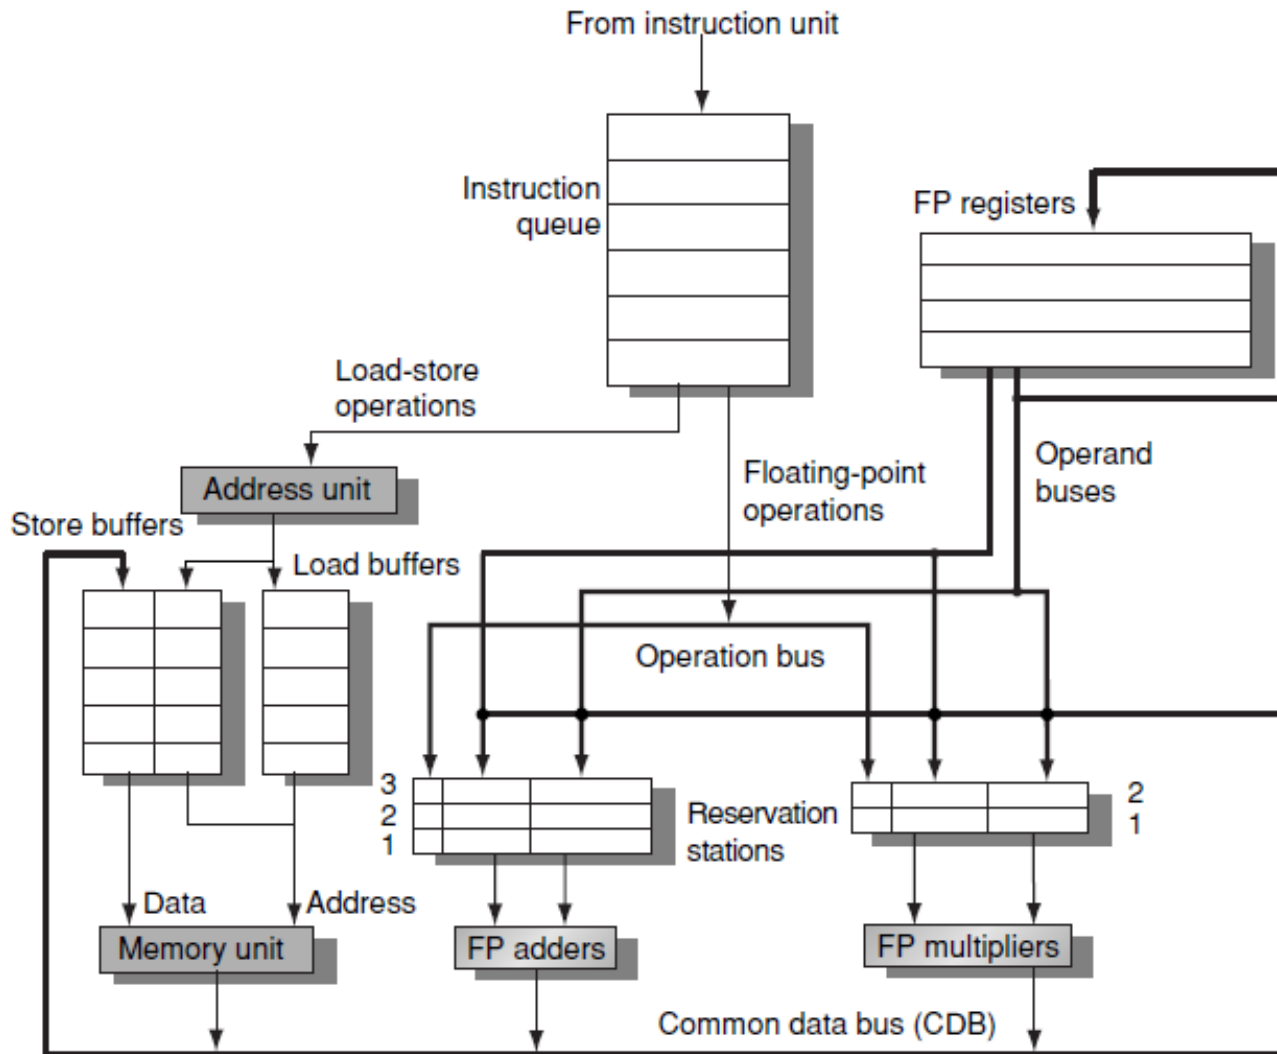 From instruction unit
Instruction
queue
FP registers
Load-store
operations
Address unit
Floating-point
operations
Operand
buses
Store buffers
Load buffers
Operation bus
3
2
1
Reservation
stations
2
1
Data
Address
Memory unit
FP adders
FP multipliers
Common data bus (CDB)